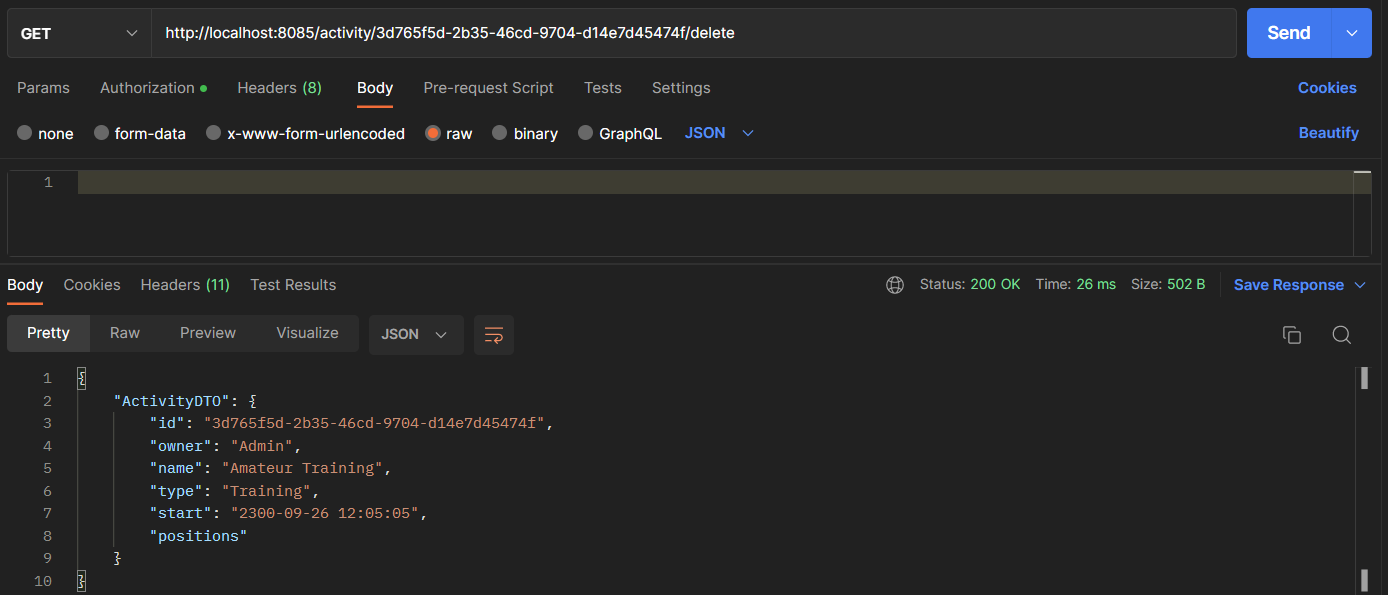 GET http://localhost:8085/activity/3d765f5d-2b35-46cd-9704-d14e7d45474f/delete Send
Params Authorization Headers (8) Body Pre-request Script Tests Settings Cookies
none form-data x-www-form-urlencoded raw binary GraphQL JSON Beautify
1
Body Cookies Headers (11) Test Results Status: 200 OK Time: 26 ms Size: 502 B Save Response
Pretty Raw Preview Visualize JSON
1 {
2 "ActivityDTO": {
3 "id": "3d765f5d-2b35-46cd-9704-d14e7d45474f",
4 "owner": "Admin",
5 "name": "Amateur Training",
6 "type": "Training",
7 "start": "2300-09-26 12:05:05",
8 "positions"
9 }
10 }